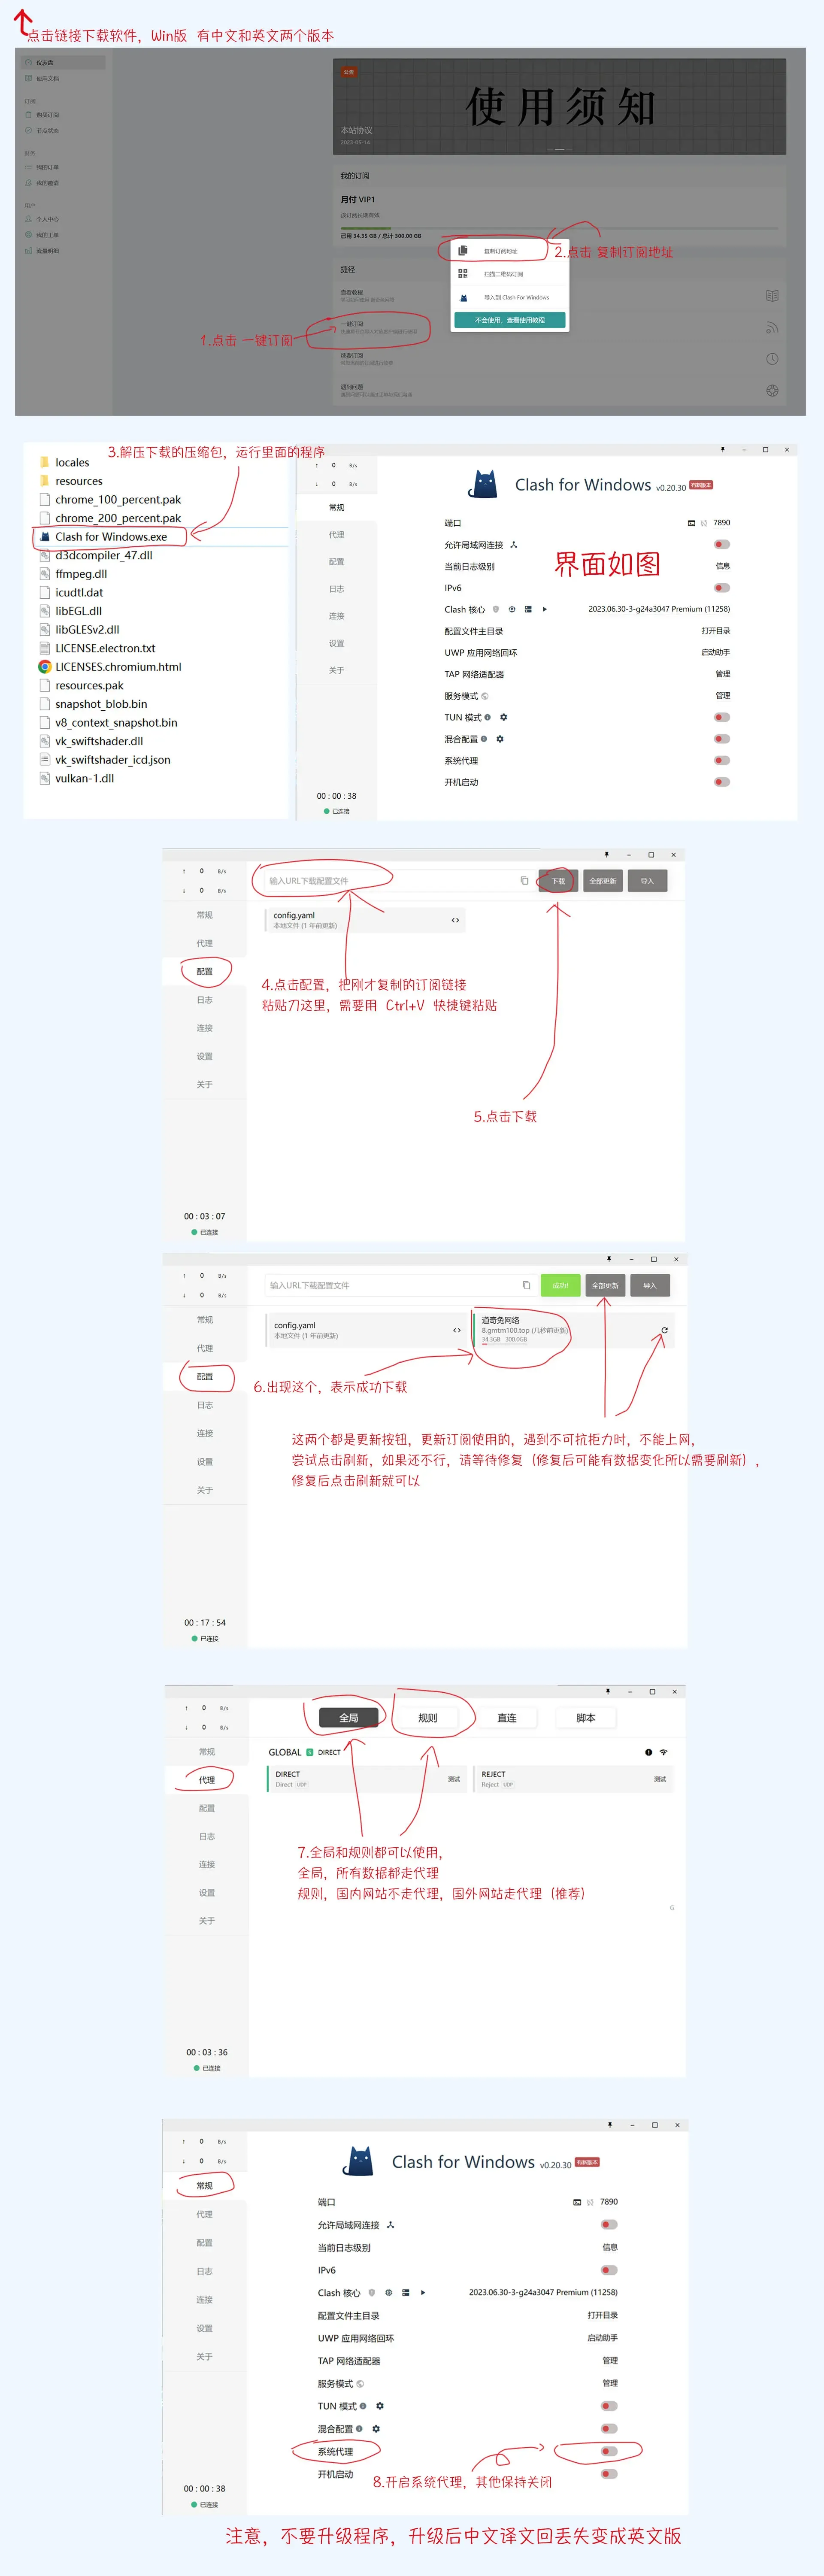 点击链接下载软件，Win版 有中文和英文两个版本
仪表盘
使用文档
订阅
购买订阅
节点状态
财务
我的订单
我的邀请
用户
个人中心
我的工单
流量明细
公告
使用须知
本站协议
2023-05-14
我的订阅
月付 VIP1
该订阅长期有效
已用 34.35 GB / 总计 300.00 GB
复制订阅地址
2.点击 复制订阅地址
扫描二维码订阅
导入到 Clash For Windows
不会使用，查看使用教程
捷径
查看教程
1.点击 一键订阅
一键订阅
续费订阅
遇到问题
3.解压下载的压缩包，运行里面的程序
locales
resources
chrome_100_percent.pak
chrome_200_percent.pak
Clash for Windows.exe
d3dcompiler_47.dll
ffmpeg.dll
icudtl.dat
libEGL.dll
libGLESv2.dll
LICENSE.electron.txt
LICENSES.chromium.html
resources.pak
snapshot_blob.bin
v8_context_snapshot.bin
vk_swiftshader.dll
vk_swiftshader_icd.json
vulkan-1.dll
↑ 0 B/s
↓ 0 B/s
常规
代理
配置
日志
连接
设置
关于
00 : 00 : 38
已连接
Clash for Windows v0.20.30 有新版本
端口 7890
允许局域网连接
界面如图
当前日志级别 信息
IPv6
Clash 核心 2023.06.30-3-g24a3047 Premium (11258)
配置文件主目录 打开目录
UWP 应用网络回环 启动助手
TAP 网络适配器 管理
服务模式 管理
TUN 模式
混合配置
系统代理
开机启动
↑ 0 B/s
↓ 0 B/s
常规
代理
配置
日志
连接
设置
关于
00 : 03 : 07
已连接
输入URL下载配置文件 下载 全部更新 导入
config.yaml
本地文件 (1 年前更新)
4.点击配置，把刚才复制的订阅链接
粘贴刀这里，需要用 Ctrl+V 快捷键粘贴
5.点击下载
↑ 0 B/s
↓ 0 B/s
常规
代理
配置
日志
连接
设置
关于
00 : 17 : 54
已连接
输入URL下载配置文件 成功! 全部更新 导入
config.yaml
本地文件 (1 年前更新)
道奇兔网络
8.gmtm100.top (几秒前更新)
34.3GB 300.0GB
6.出现这个，表示成功下载
这两个都是更新按钮，更新订阅使用的，遇到不可抗拒力时，不能上网，
尝试点击刷新，如果还不行，请等待修复（修复后可能有数据变化所以需要刷新），
修复后点击刷新就可以
↑ 0 B/s
↓ 0 B/s
常规
代理
配置
日志
连接
设置
关于
00 : 03 : 36
已连接
全局 规则 直连 脚本
GLOBAL S DIRECT
DIRECT
Direct UDP
测试
REJECT
Reject UDP
测试
7.全局和规则都可以使用，
全局，所有数据都走代理
规则，国内网站不走代理，国外网站走代理（推荐）
G
↑ 0 B/s
↓ 0 B/s
常规
代理
配置
日志
连接
设置
关于
00 : 00 : 38
已连接
Clash for Windows v0.20.30 有新版本
端口 7890
允许局域网连接
当前日志级别 信息
IPv6
Clash 核心 2023.06.30-3-g24a3047 Premium (11258)
配置文件主目录 打开目录
UWP 应用网络回环 启动助手
TAP 网络适配器 管理
服务模式 管理
TUN 模式
混合配置
系统代理
开机启动
8.开启系统代理，其他保持关闭
注意，不要升级程序，升级后中文译文回丢失变成英文版